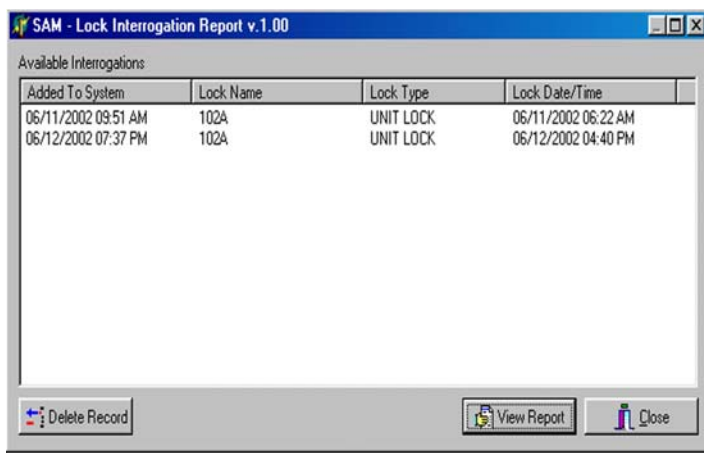 SAM - Lock Interrogation Report v.1.00
Available Interrogations
Added To System Lock Name Lock Type Lock Date/Time
06/11/2002 09:51 AM 102A UNIT LOCK 06/11/2002 06:22 AM
06/12/2002 07:37 PM 102A UNIT LOCK 06/12/2002 04:40 PM
Delete Record View Report Close